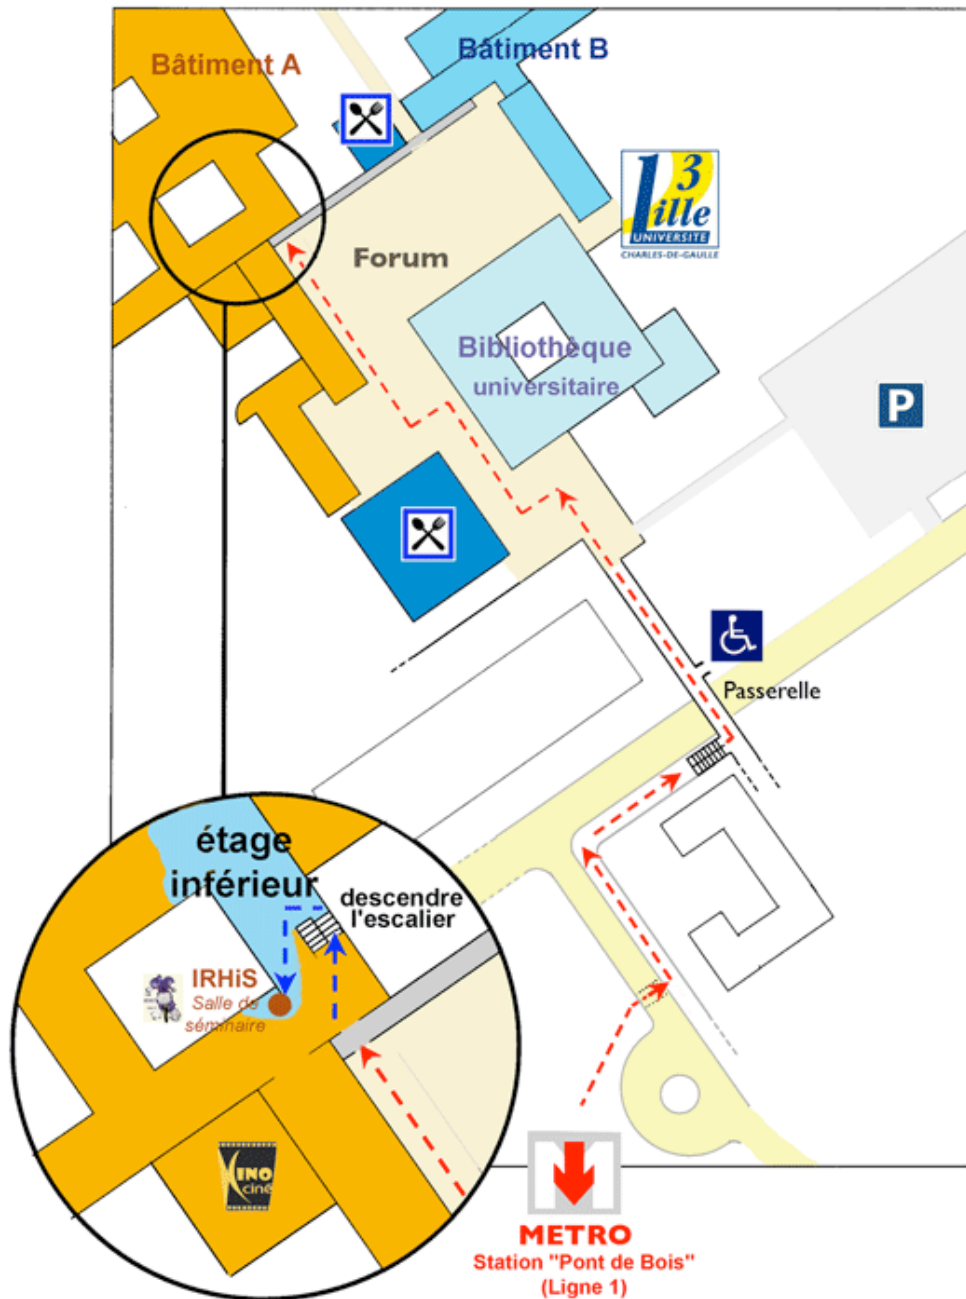 Bâtiment A
Bâtiment B
Forum
3
Lille
UNIVERSITE
CHARLES-DE-GAULLE
Bibliothèque
universitaire
P
Passerelle
étage
inférieur
descendre
l'escalier
IRHiS
Salle de
séminaire
KINO
ciné
METRO
Station "Pont de Bois"
(Ligne 1)